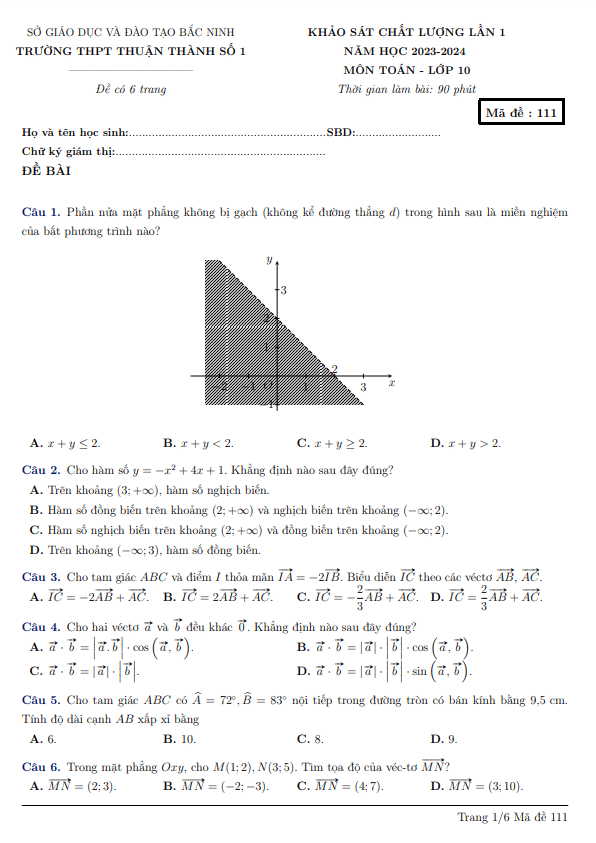 SỞ GIÁO DỤC VÀ ĐÀO TẠO BẮC NINH
TRƯỜNG THPT THUẬN THÀNH SỐ 1
Đề có 6 trang
KHẢO SÁT CHẤT LƯỢNG LẦN 1
NĂM HỌC 2023-2024
MÔN TOÁN - LỚP 10
Thời gian làm bài: 90 phút
Mã đề : 111
Họ và tên học sinh:...........................................................SBD:..........................
Chữ ký giám thị:...............................................................
ĐỀ BÀI
Câu 1. Phần nửa mặt phẳng không bị gạch (không kể đường thẳng d) trong hình sau là miền nghiệm
của bất phương trình nào?
y
3
2
1
−2 −1 O 1 2 3 x
−1
A. x + y ≤ 2. B. x + y < 2. C. x + y ≥ 2. D. x + y > 2.
Câu 2. Cho hàm số y = −x² + 4x + 1. Khẳng định nào sau đây đúng?
A. Trên khoảng (3; +∞), hàm số nghịch biến.
B. Hàm số đồng biến trên khoảng (2; +∞) và nghịch biến trên khoảng (−∞; 2).
C. Hàm số nghịch biến trên khoảng (2; +∞) và đồng biến trên khoảng (−∞; 2).
D. Trên khoảng (−∞; 3), hàm số đồng biến.
Câu 3. Cho tam giác ABC và điểm I thỏa mãn $\overrightarrow{IA} = -2\overrightarrow{IB}$. Biểu diễn $\overrightarrow{IC}$ theo các véctơ $\overrightarrow{AB}$, $\overrightarrow{AC}$.
A. $\overrightarrow{IC} = -2\overrightarrow{AB} + \overrightarrow{AC}$. B. $\overrightarrow{IC} = 2\overrightarrow{AB} + \overrightarrow{AC}$. C. $\overrightarrow{IC} = -\frac{2}{3}\overrightarrow{AB} + \overrightarrow{AC}$. D. $\overrightarrow{IC} = \frac{2}{3}\overrightarrow{AB} + \overrightarrow{AC}$.
Câu 4. Cho hai véctơ $\vec{a}$ và $\vec{b}$ đều khác $\vec{0}$. Khẳng định nào sau đây đúng?
A. $\vec{a} \cdot \vec{b} = |\vec{a}.\vec{b}| \cdot \cos(\vec{a}, \vec{b})$. B. $\vec{a} \cdot \vec{b} = |\vec{a}| \cdot |\vec{b}| \cdot \cos(\vec{a}, \vec{b})$.
C. $\vec{a} \cdot \vec{b} = |\vec{a}| \cdot |\vec{b}|$. D. $\vec{a} \cdot \vec{b} = |\vec{a}| \cdot |\vec{b}| \cdot \sin(\vec{a}, \vec{b})$.
Câu 5. Cho tam giác ABC có $\widehat{A}$ = 72°, $\widehat{B}$ = 83° nội tiếp trong đường tròn có bán kính bằng 9,5 cm.
Tính độ dài cạnh AB xấp xỉ bằng
A. 6. B. 10. C. 8. D. 9.
Câu 6. Trong mặt phẳng Oxy, cho M(1; 2), N(3; 5). Tìm tọa độ của véc-tơ $\overrightarrow{MN}$?
A. $\overrightarrow{MN}$ = (2; 3). B. $\overrightarrow{MN}$ = (−2; −3). C. $\overrightarrow{MN}$ = (4; 7). D. $\overrightarrow{MN}$ = (3; 10).
Trang 1/6 Mã đề 111